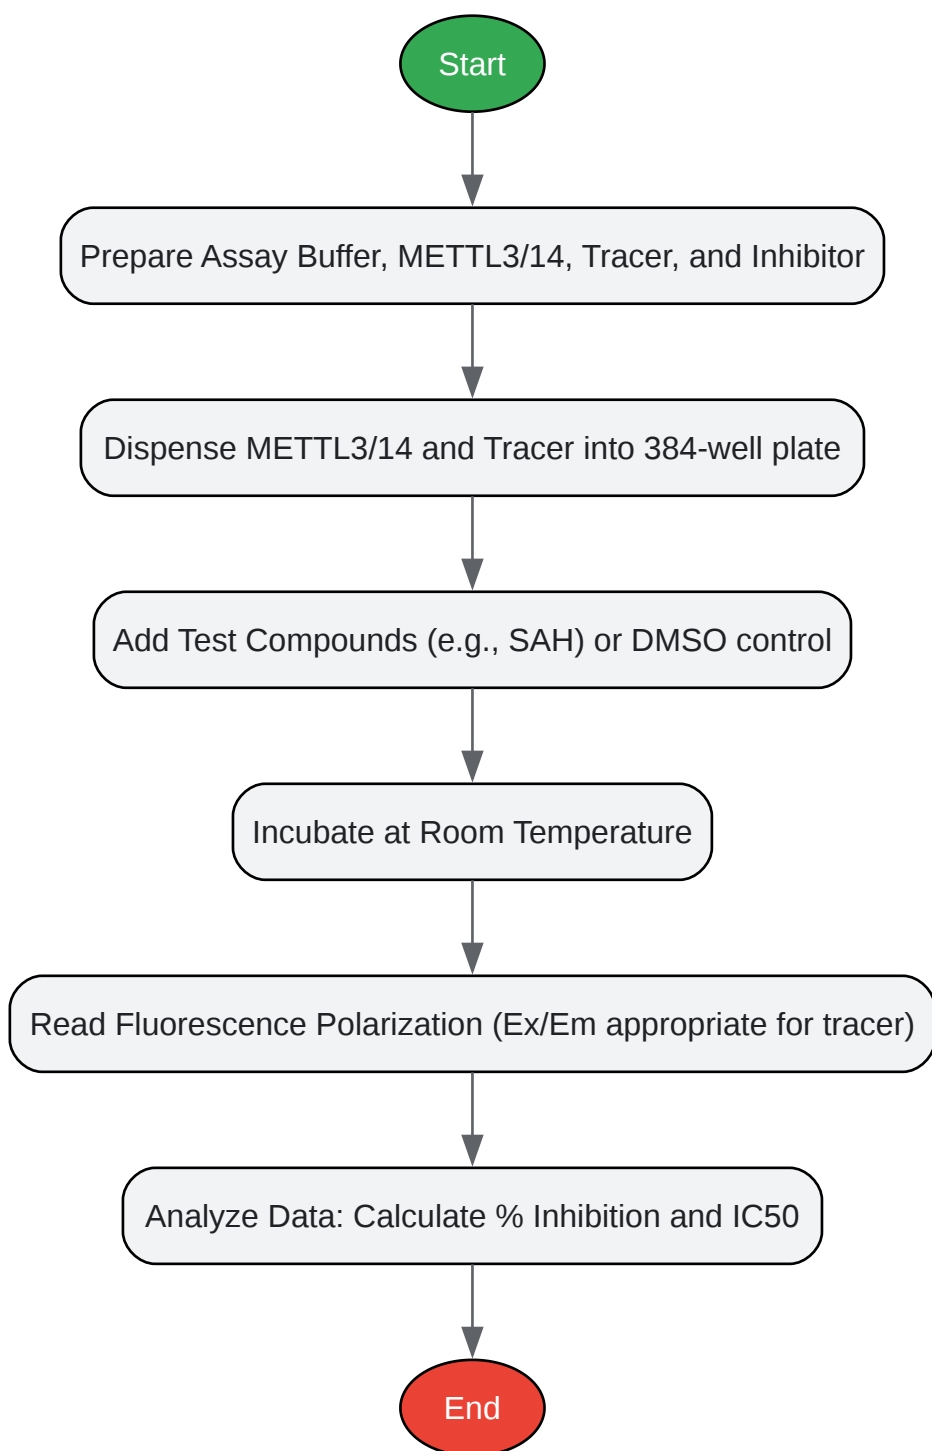 Start
Prepare Assay Buffer, METTL3/14, Tracer, and Inhibitor
Dispense METTL3/14 and Tracer into 384-well plate
Add Test Compounds (e.g., SAH) or DMSO control
Incubate at Room Temperature
Read Fluorescence Polarization (Ex/Em appropriate for tracer)
Analyze Data: Calculate % Inhibition and IC50
End